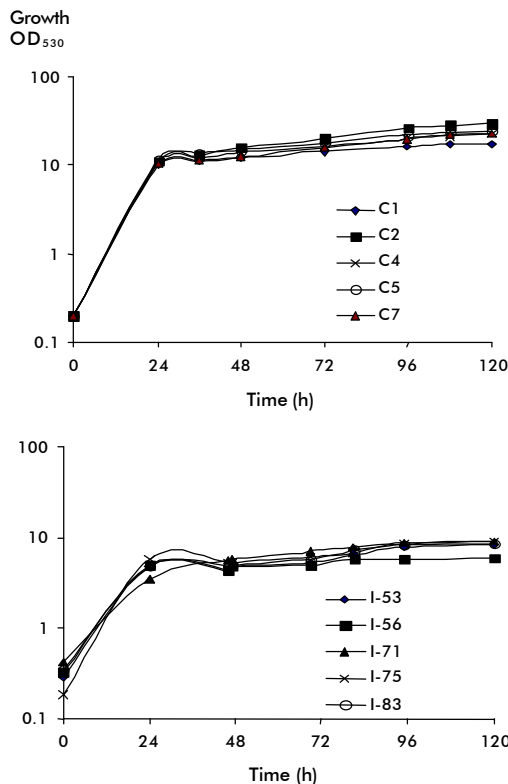 Growth
OD530
100
10
1
0.1
0 24 48 72 96 120
Time (h)
C1
C2
C4
C5
C7
100
10
1
0.1
0 24 48 72 96 120
Time (h)
I-53
I-56
I-71
I-75
I-83